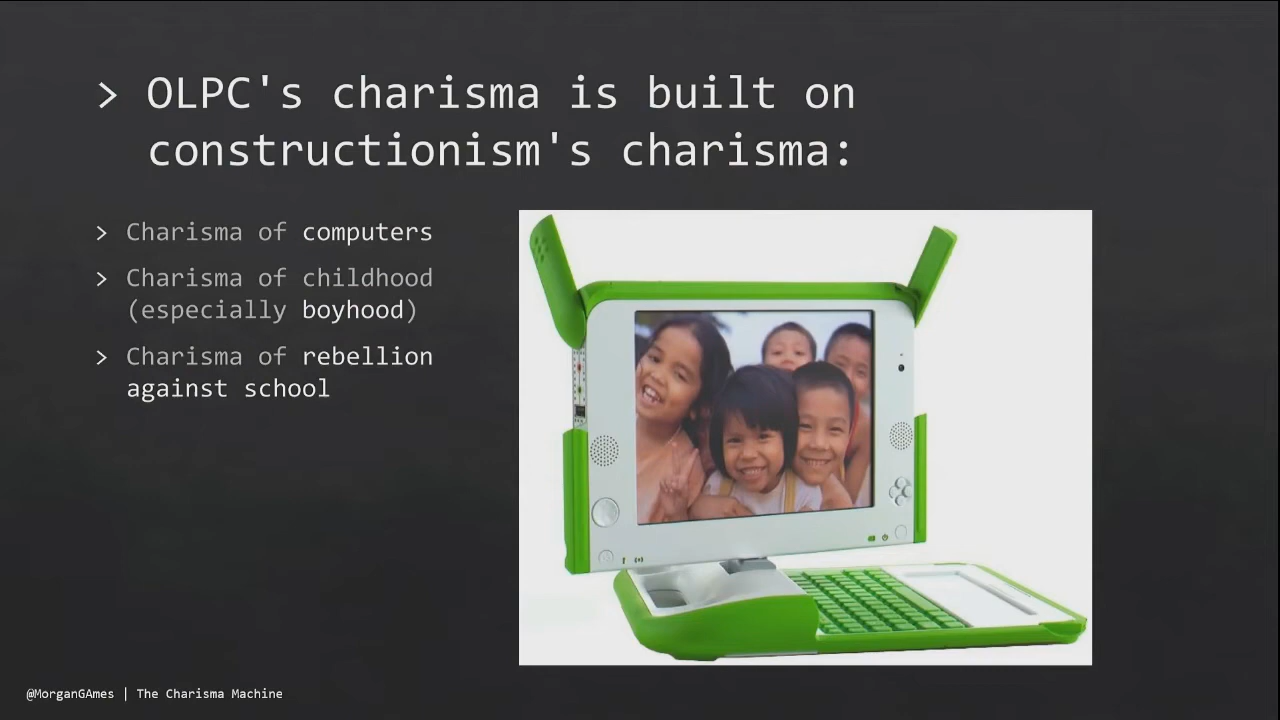 > OLPC's charisma is built on
constructionism's charisma:
> Charisma of computers
> Charisma of childhood
(especially boyhood)
> Charisma of rebellion
against school
@MorganGAmes | The Charisma Machine